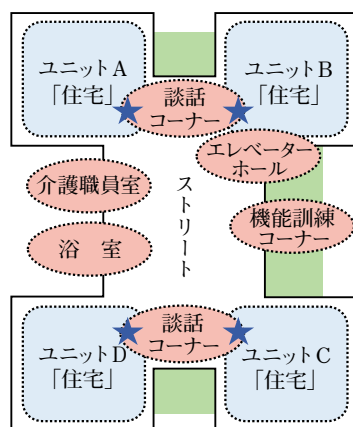 ユニットA
「住宅」
談話
コーナー
ユニットB
「住宅」
エレベーター
ホール
介護職員室
ストリート
機能訓練
コーナー
浴　室
ユニットD
「住宅」
談話
コーナー
ユニットC
「住宅」